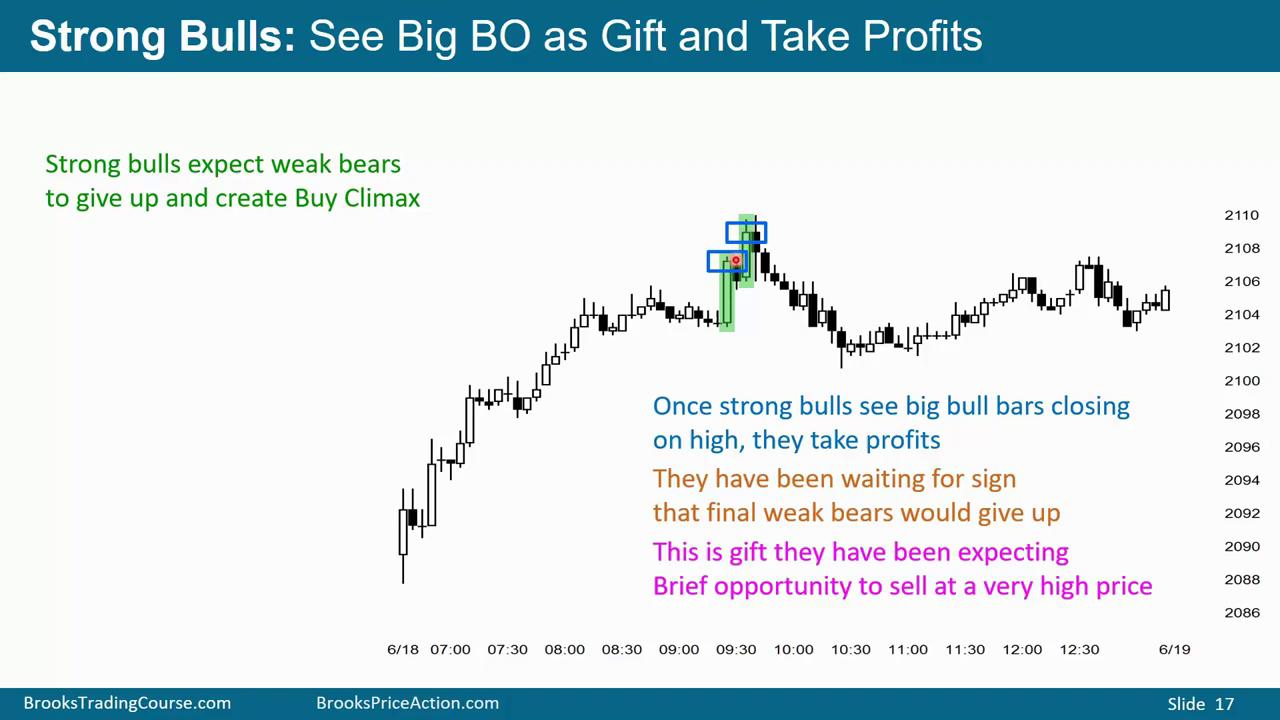 Strong Bulls: See Big BO as Gift and Take Profits
Strong bulls expect weak bears
to give up and create Buy Climax
2110
2108
2106
2104
2102
2100
2098
2096
2094
2092
2090
2088
2086
Once strong bulls see big bull bars closing
on high, they take profits
They have been waiting for sign
that final weak bears would give up
This is gift they have been expecting
Brief opportunity to sell at a very high price
6/18 07:00 07:30 08:00 08:30 09:00 09:30 10:00 10:30 11:00 11:30 12:00 12:30 6/19
BrooksTradingCourse.com BrooksPriceAction.com Slide 17